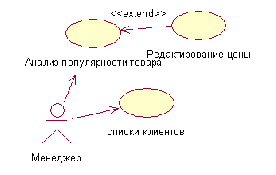 <<extend>>
Редактирование цены
Анализ популярности товара
списки клиентов
Менеджер